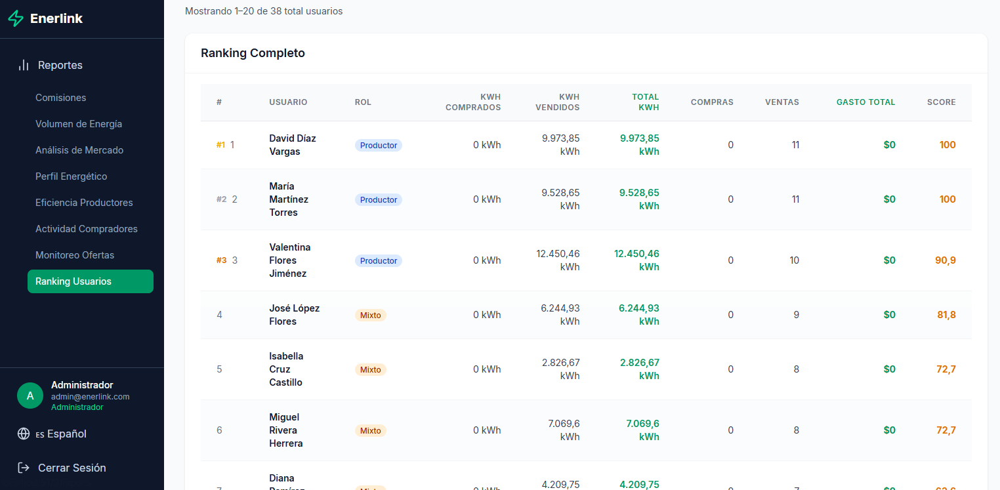 Enerlink
Reportes
Comisiones
Volumen de Energía
Análisis de Mercado
Perfil Energético
Eficiencia Productores
Actividad Compradores
Monitoreo Ofertas
Ranking Usuarios
A
Administrador
admin@enerlink.com
Administrador
ES Español
Cerrar Sesión
Mostrando 1–20 de 38 total usuarios
Ranking Completo
# USUARIO ROL KWH COMPRADOS KWH VENDIDOS TOTAL KWH COMPRAS VENTAS GASTO TOTAL SCORE
#1 1 David Díaz Vargas Productor 0 kWh 9.973,85 kWh 9.973,85 kWh 0 11 $0 100
#2 2 María Martínez Torres Productor 0 kWh 9.528,65 kWh 9.528,65 kWh 0 11 $0 100
#3 3 Valentina Flores Jiménez Productor 0 kWh 12.450,46 kWh 12.450,46 kWh 0 10 $0 90,9
4 José López Flores Mixto 0 kWh 6.244,93 kWh 6.244,93 kWh 0 9 $0 81,8
5 Isabella Cruz Castillo Mixto 0 kWh 2.826,67 kWh 2.826,67 kWh 0 8 $0 72,7
6 Miguel Rivera Herrera Mixto 0 kWh 7.069,6 kWh 7.069,6 kWh 0 8 $0 72,7
Diana 4.209,75 4.209,75